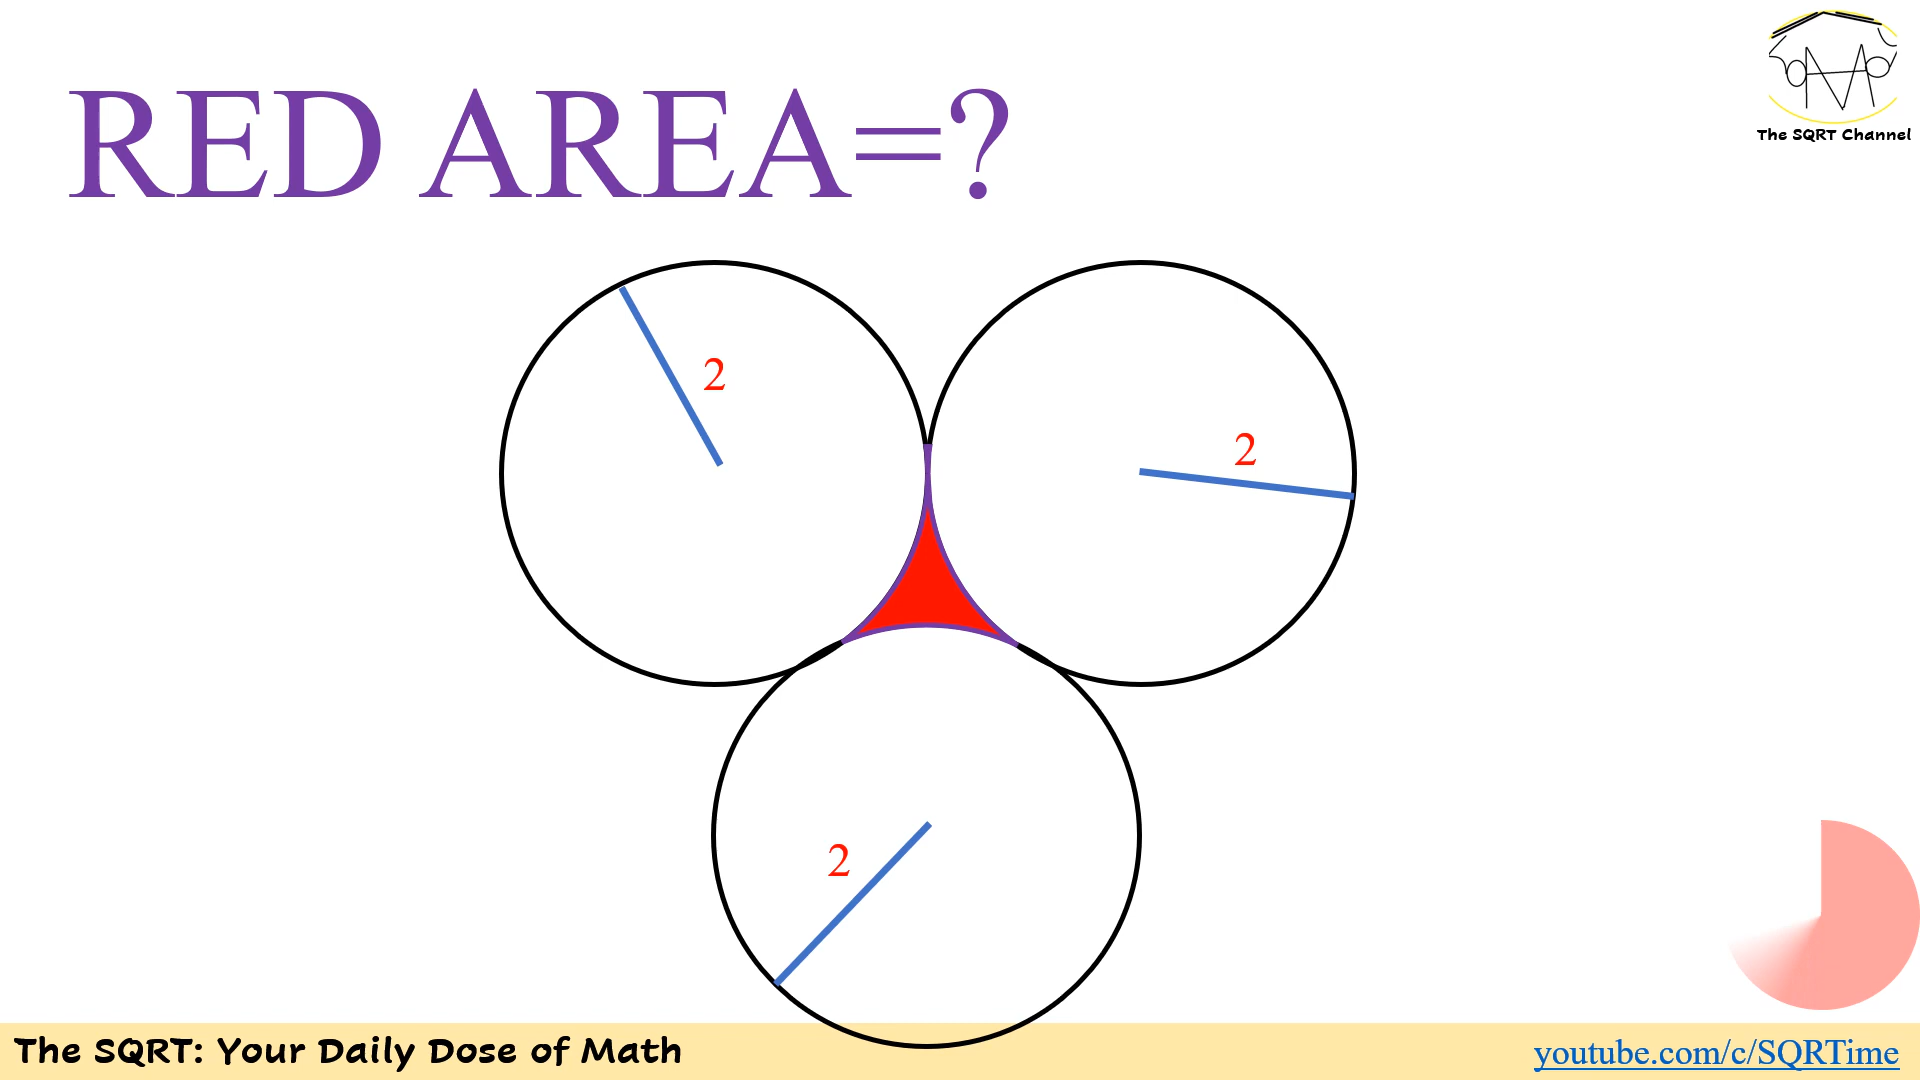 RED AREA=?
The SQRT Channel
2
2
2
The SQRT: Your Daily Dose of Math
youtube.com/c/SQRTime